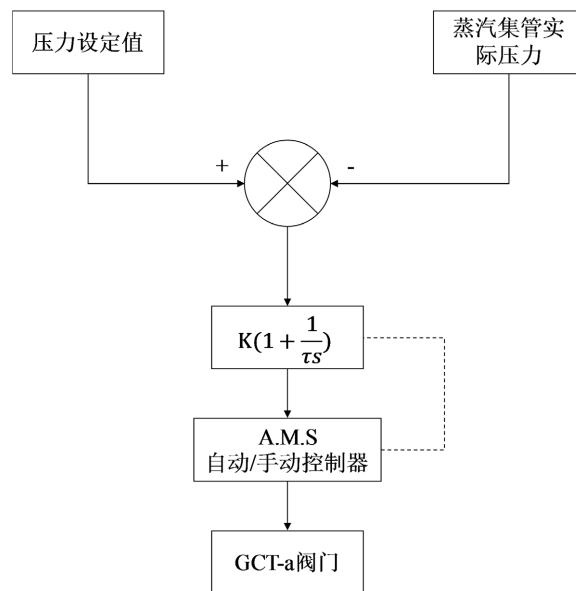 压力设定值
蒸汽集管实
际压力
+
-
K(1 + 1/τs)
A.M.S
自动/手动控制器
GCT-a阀门